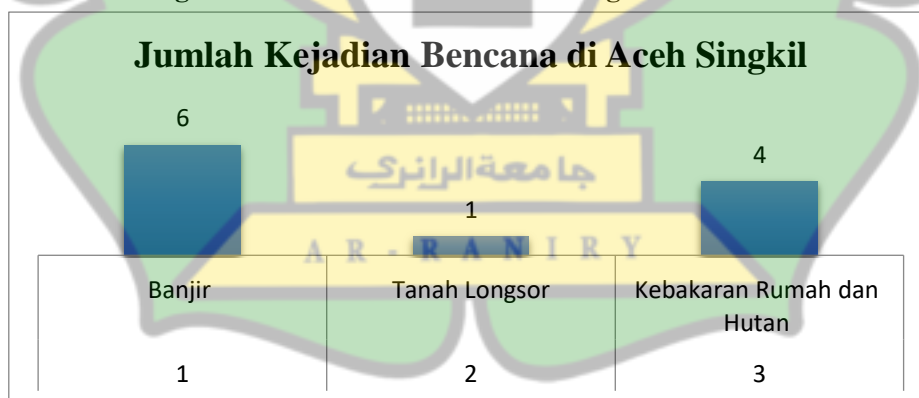 Jumlah Kejadian Bencana di Aceh Singkil
6
1
4
جامعةالرانري
A R - R A N I R Y
Banjir
Tanah Longsor
Kebakaran Rumah dan
Hutan
1
2
3